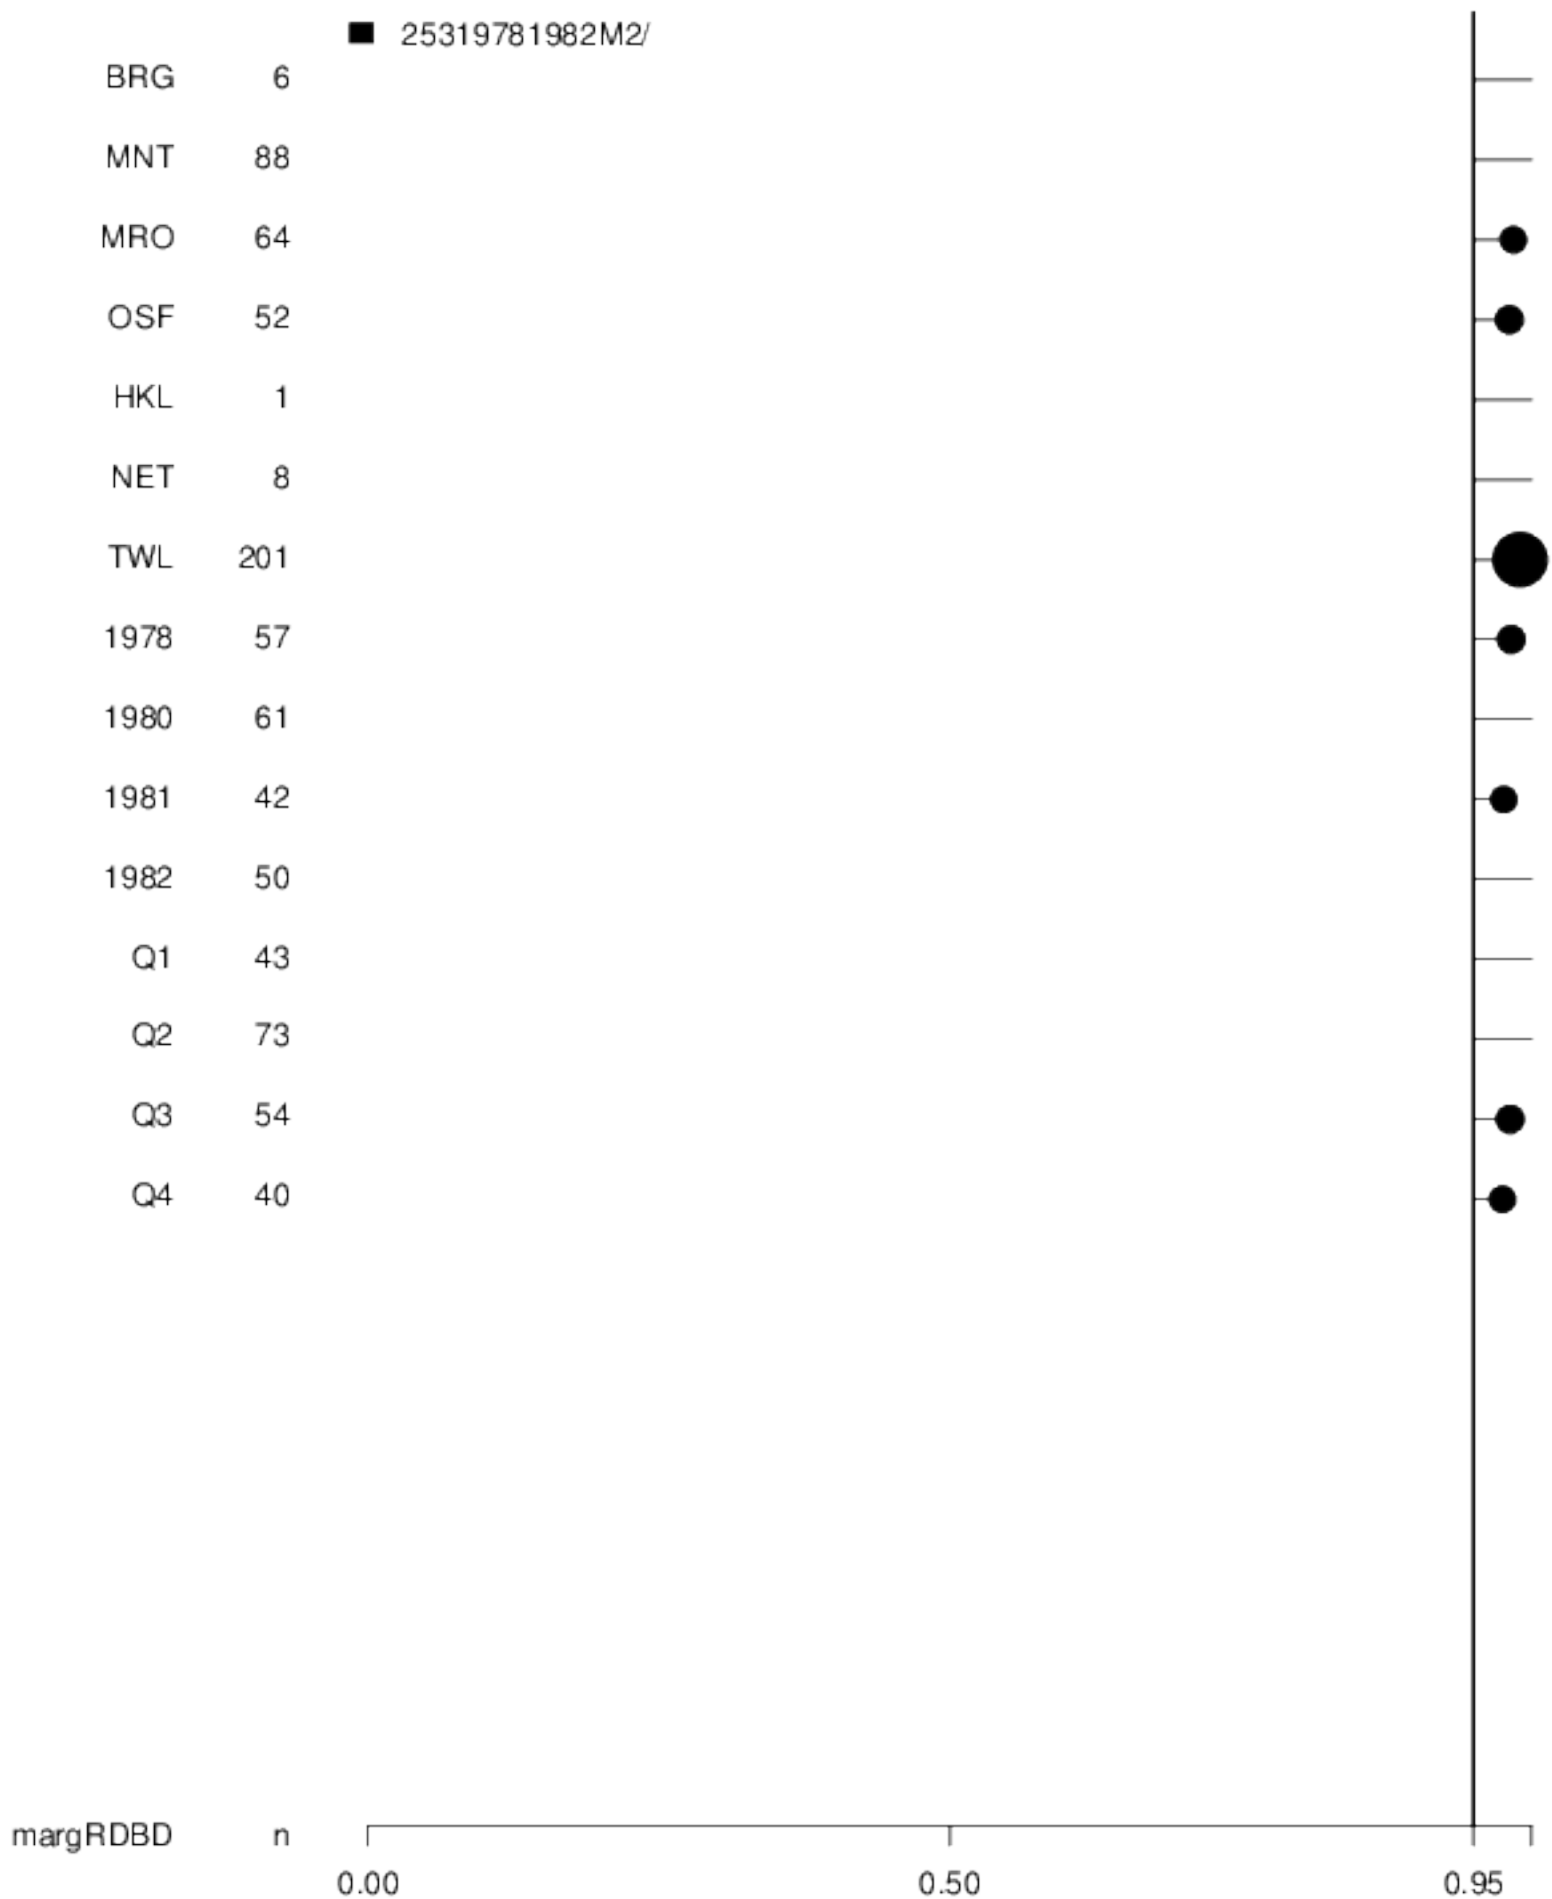 25319781982M2/
BRG 6
MNT 88
MRO 64
OSF 52
HKL 1
NET 8
TWL 201
1978 57
1980 61
1981 42
1982 50
Q1 43
Q2 73
Q3 54
Q4 40
margRDBD n
0.00 0.50 0.95